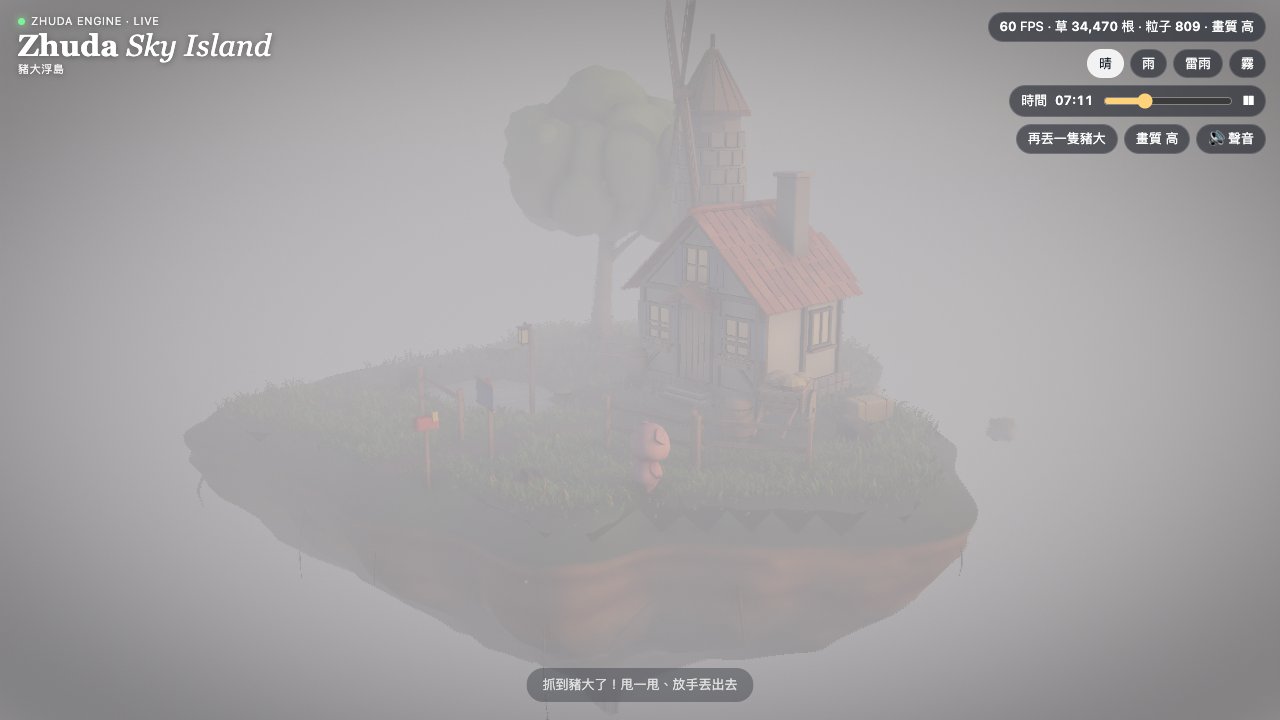 ZHUDA ENGINE · LIVE
Zhuda Sky Island
豬大浮島
60 FPS · 草 34,470 根 · 粒子 809 · 畫質 高
晴 雨 雷雨 霧
時間 07:11
再丟一隻豬大 畫質 高 🔊 聲音
抓到豬大了！甩一甩、放手丟出去